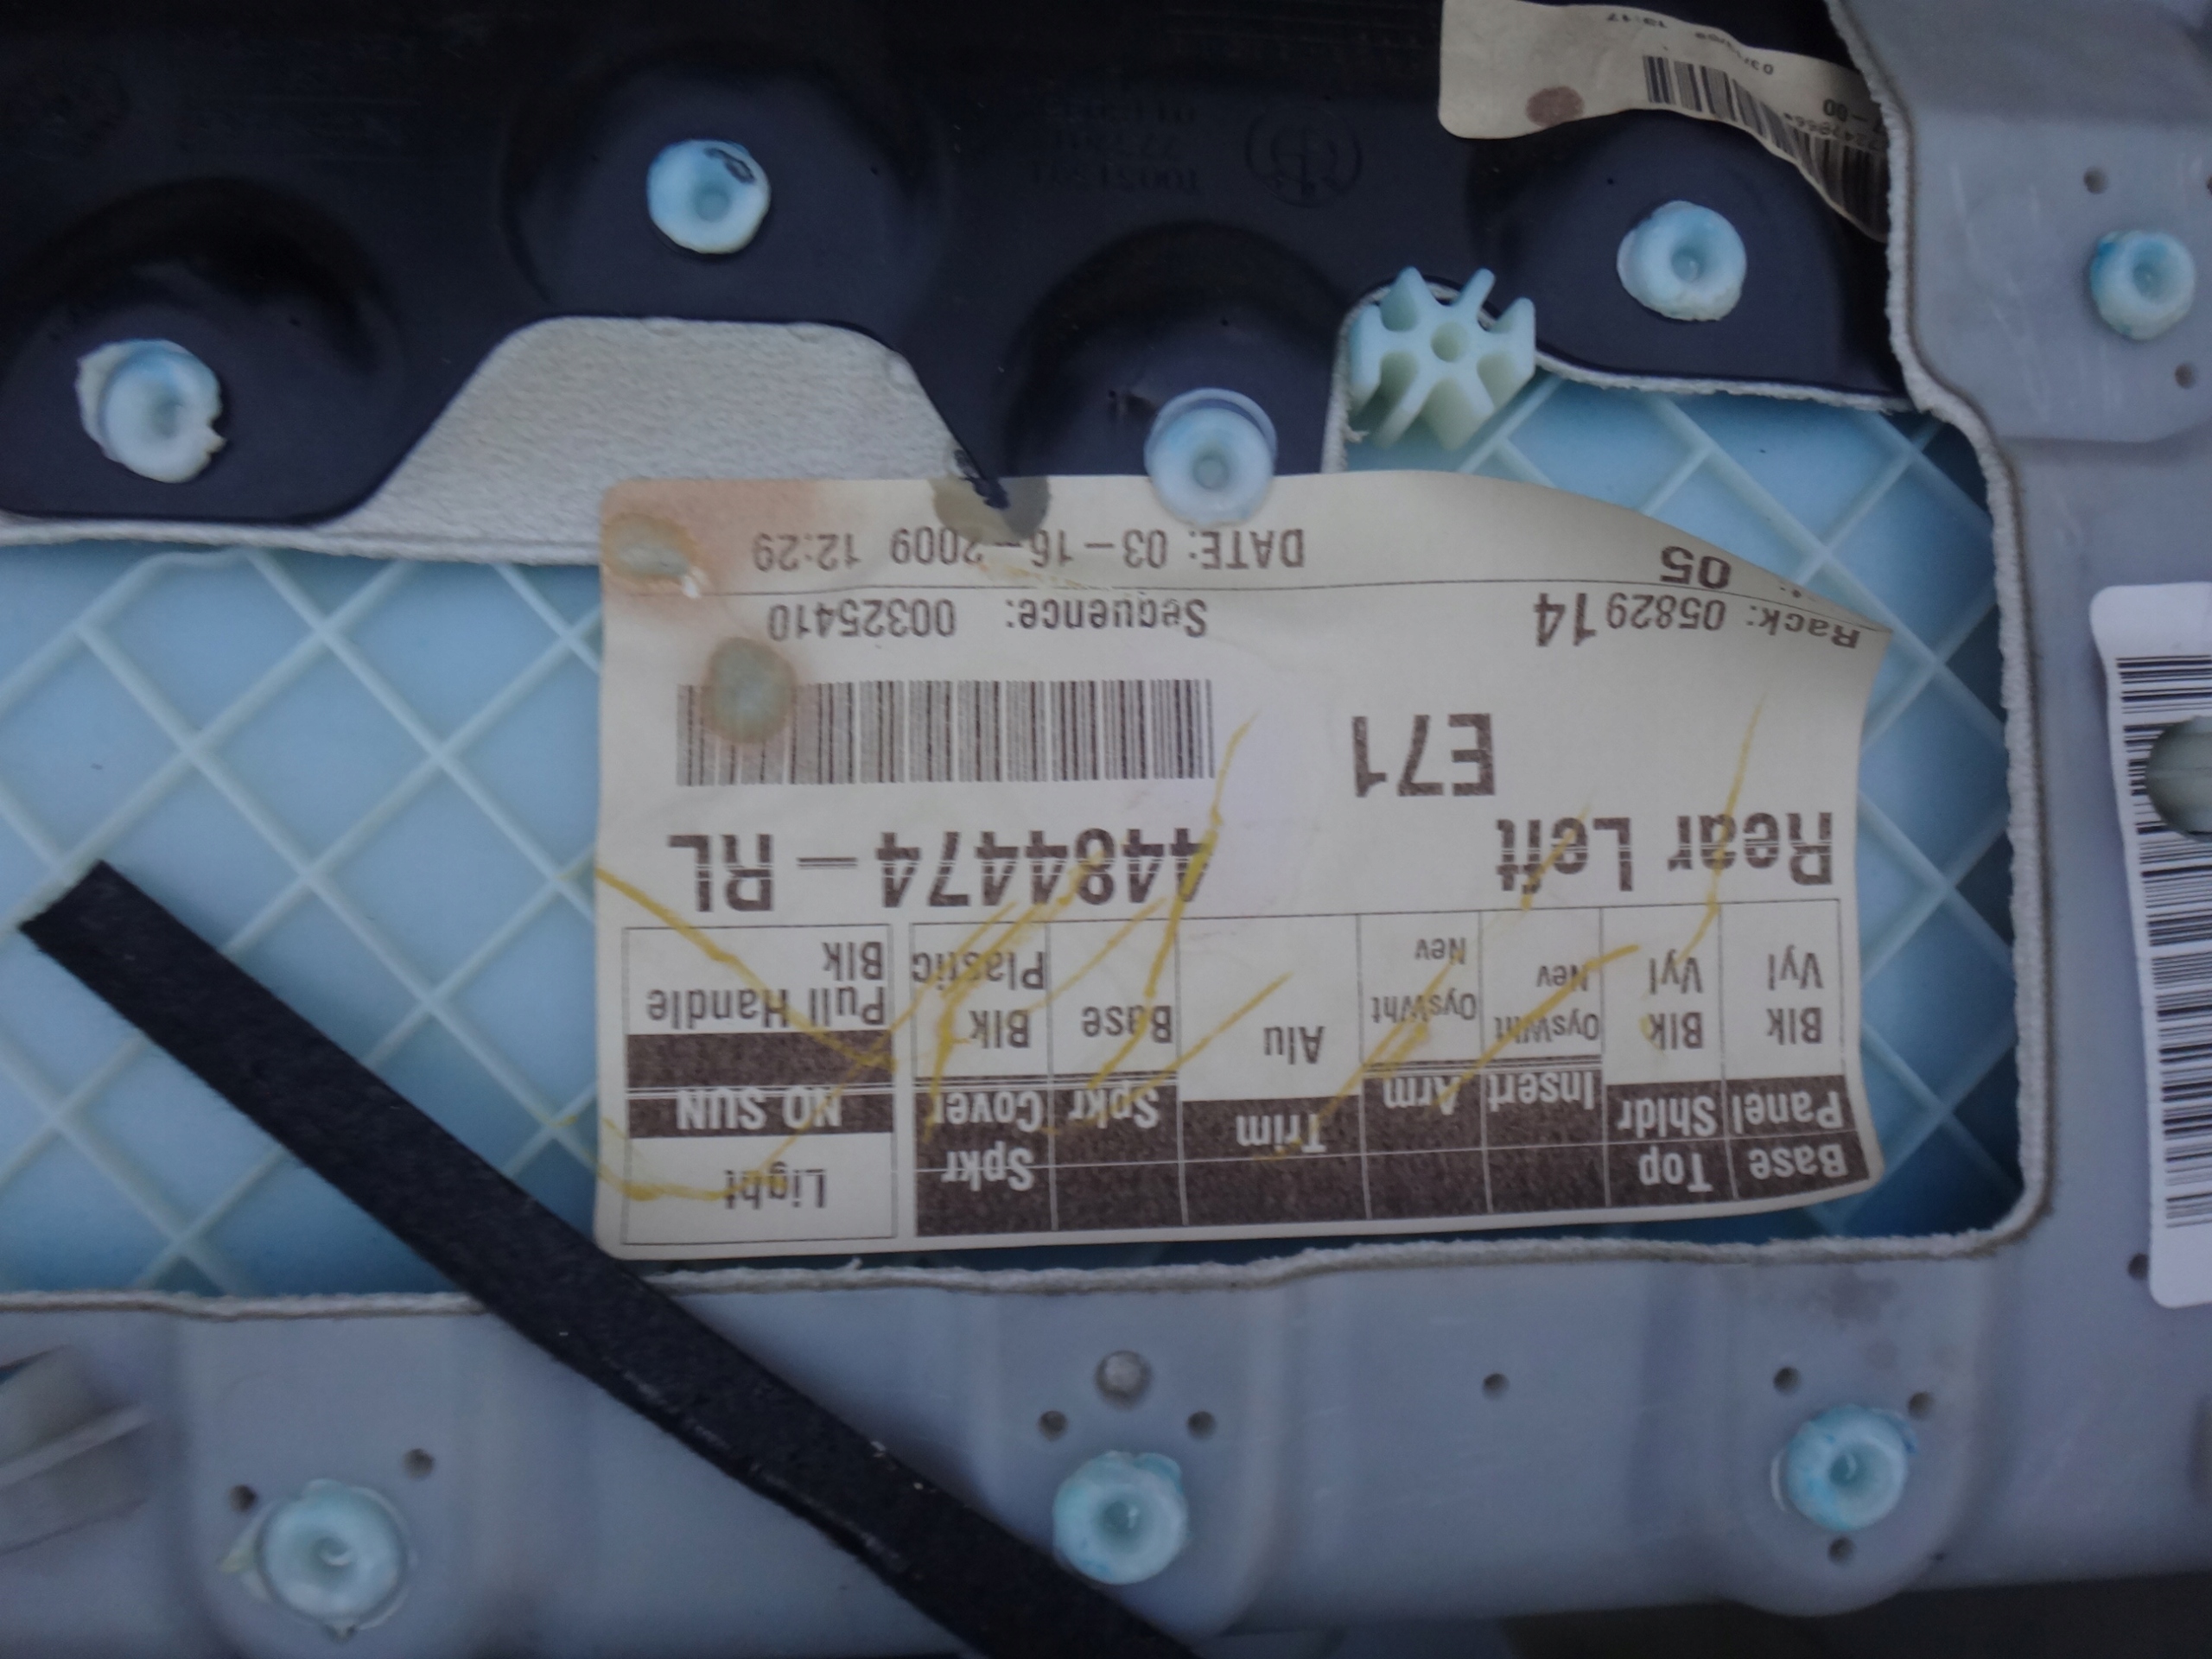 Base Panel
Blk Vyl
Top Shldr
Blk Vyl
Insert
OysWht Nev
Arm
OysWht Nev
Trim
Alu
Spkr
Base
Spkr Cover
Blk Plastic
Light
NO SUN
Pull Handle
Blk
Rear Left
4484474-RL
E71
Rack: 05829 14
Sequence: 00325410
05
DATE: 03-16-2009 12:29